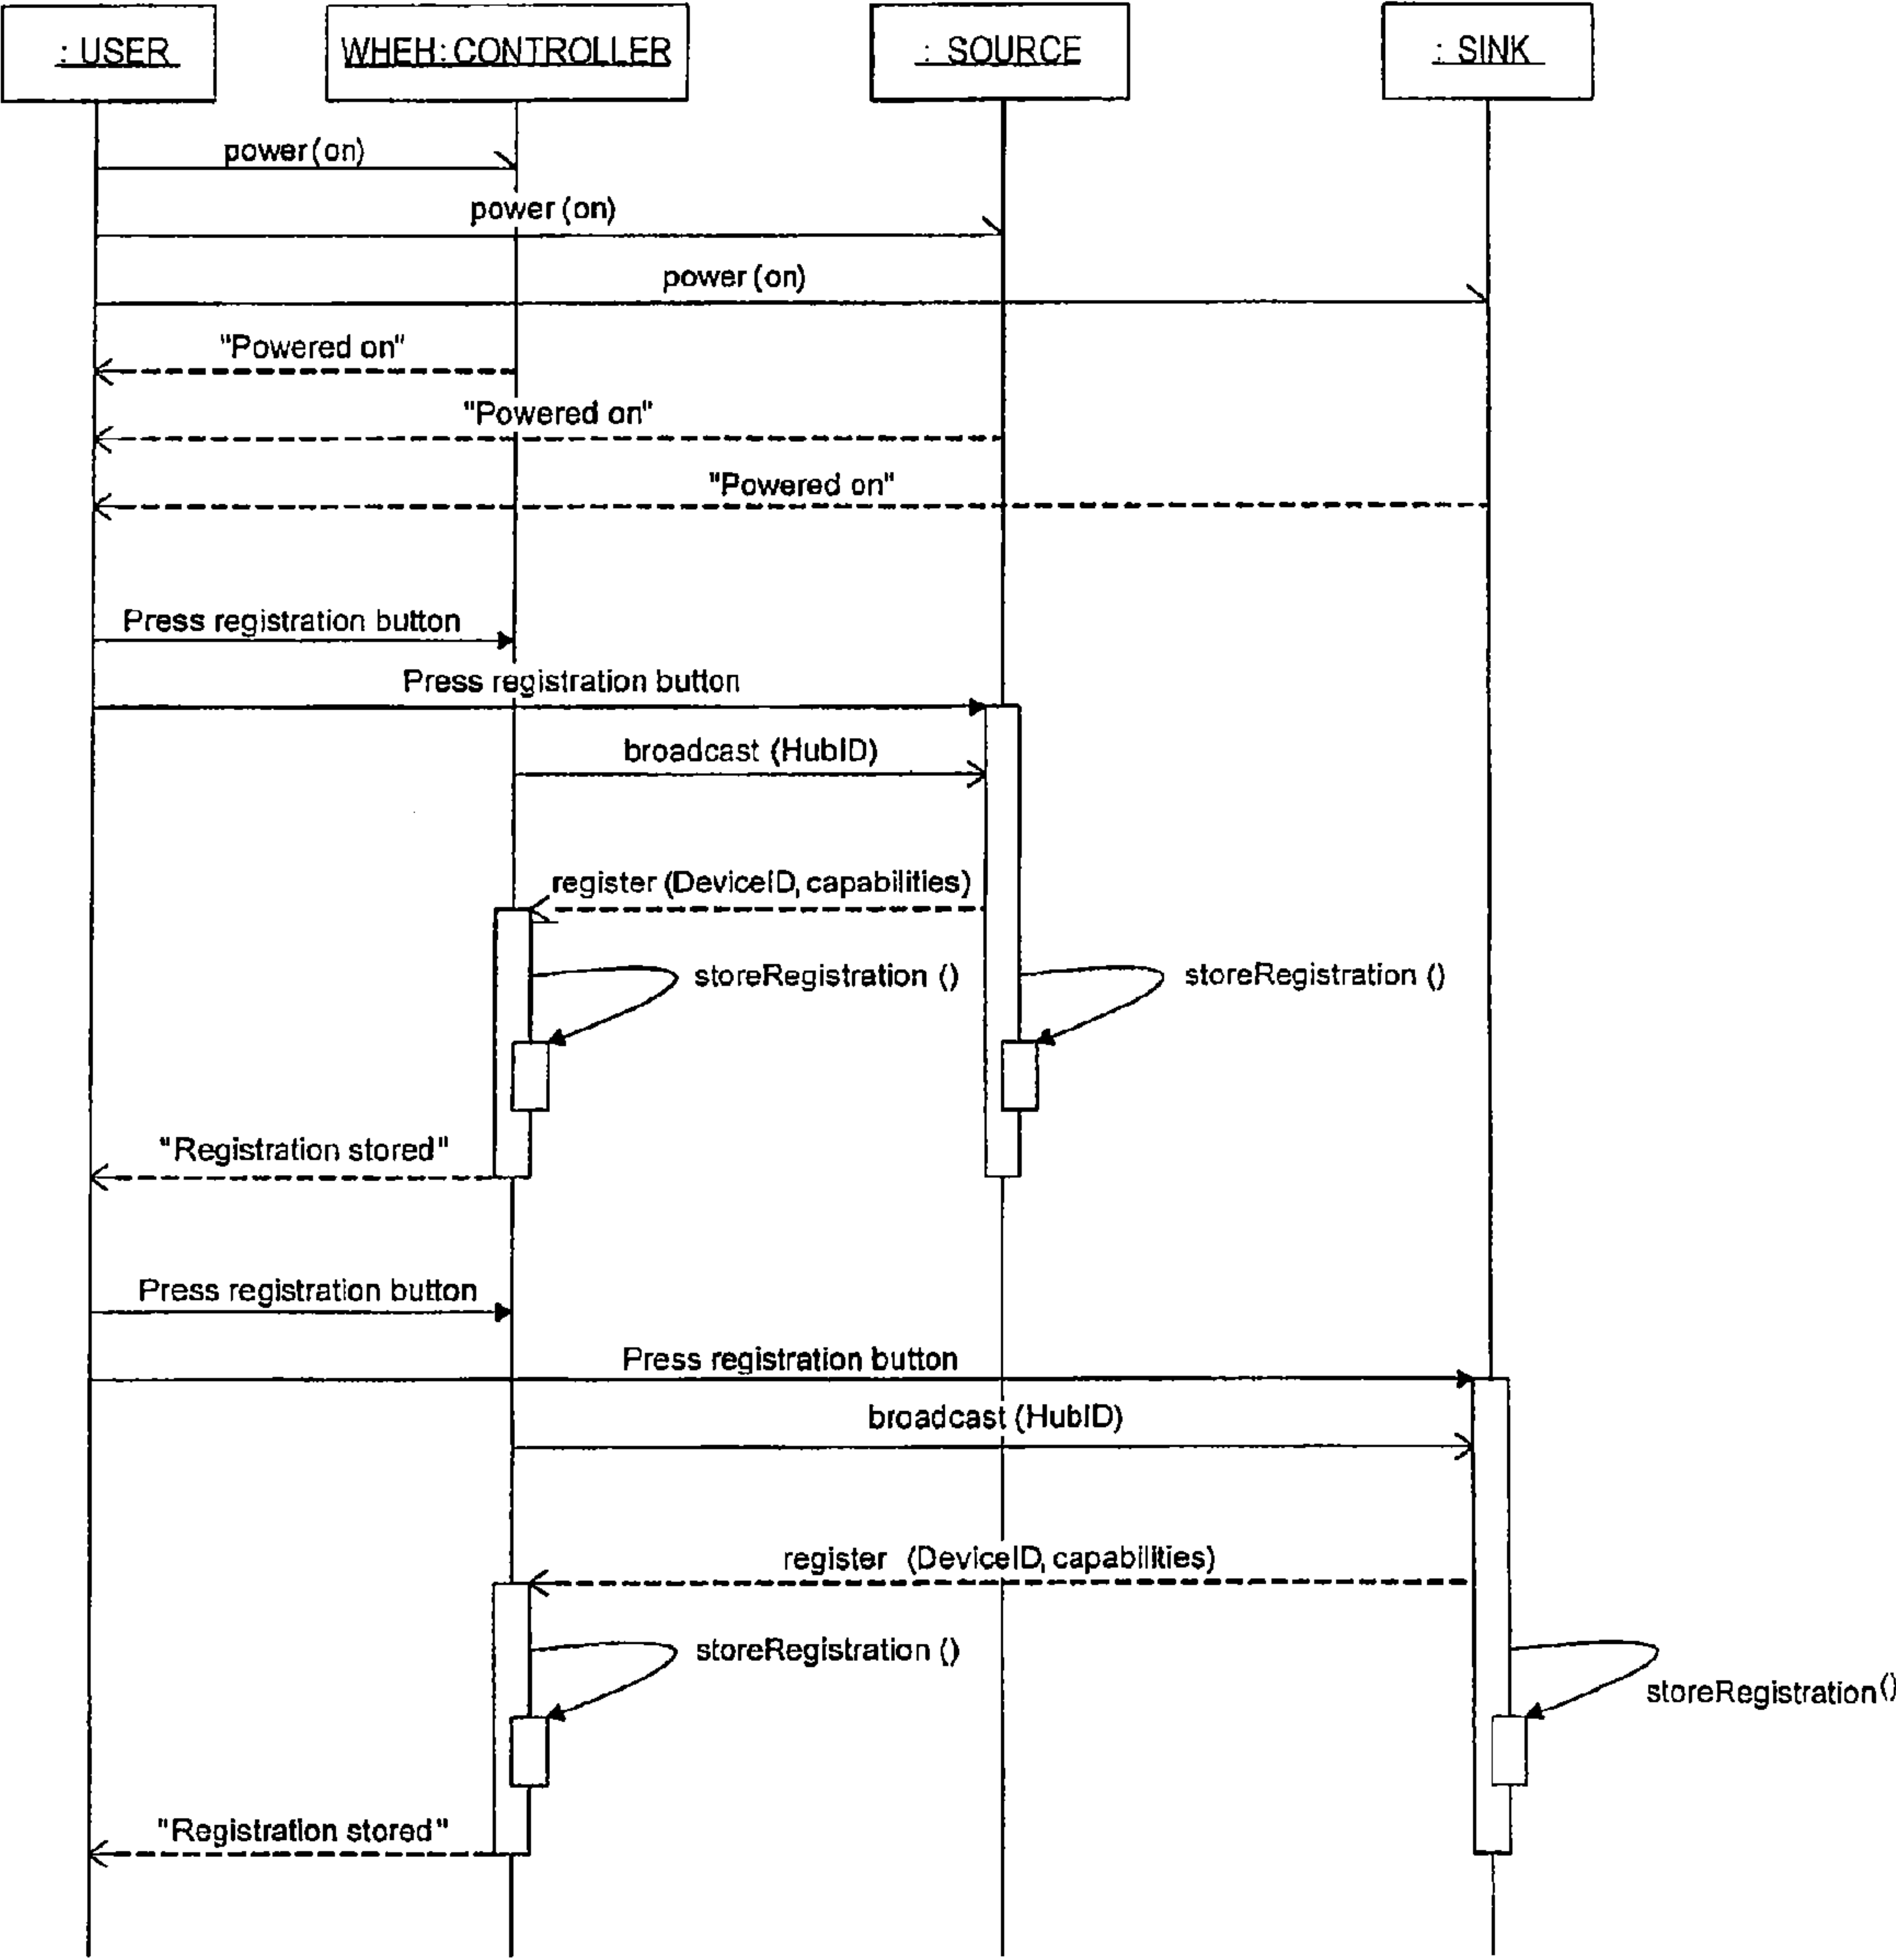 : USER
WHEH: CONTROLLER
: SOURCE
: SINK
power (on)
power (on)
power (on)
"Powered on"
"Powered on"
"Powered on"
Press registration button
Press registration button
broadcast (HubID)
register (DeviceID, capabilities)
storeRegistration ()
storeRegistration ()
"Registration stored"
Press registration button
Press registration button
broadcast (HubID)
register (DeviceID, capabilities)
storeRegistration ()
storeRegistration ()
"Registration stored"